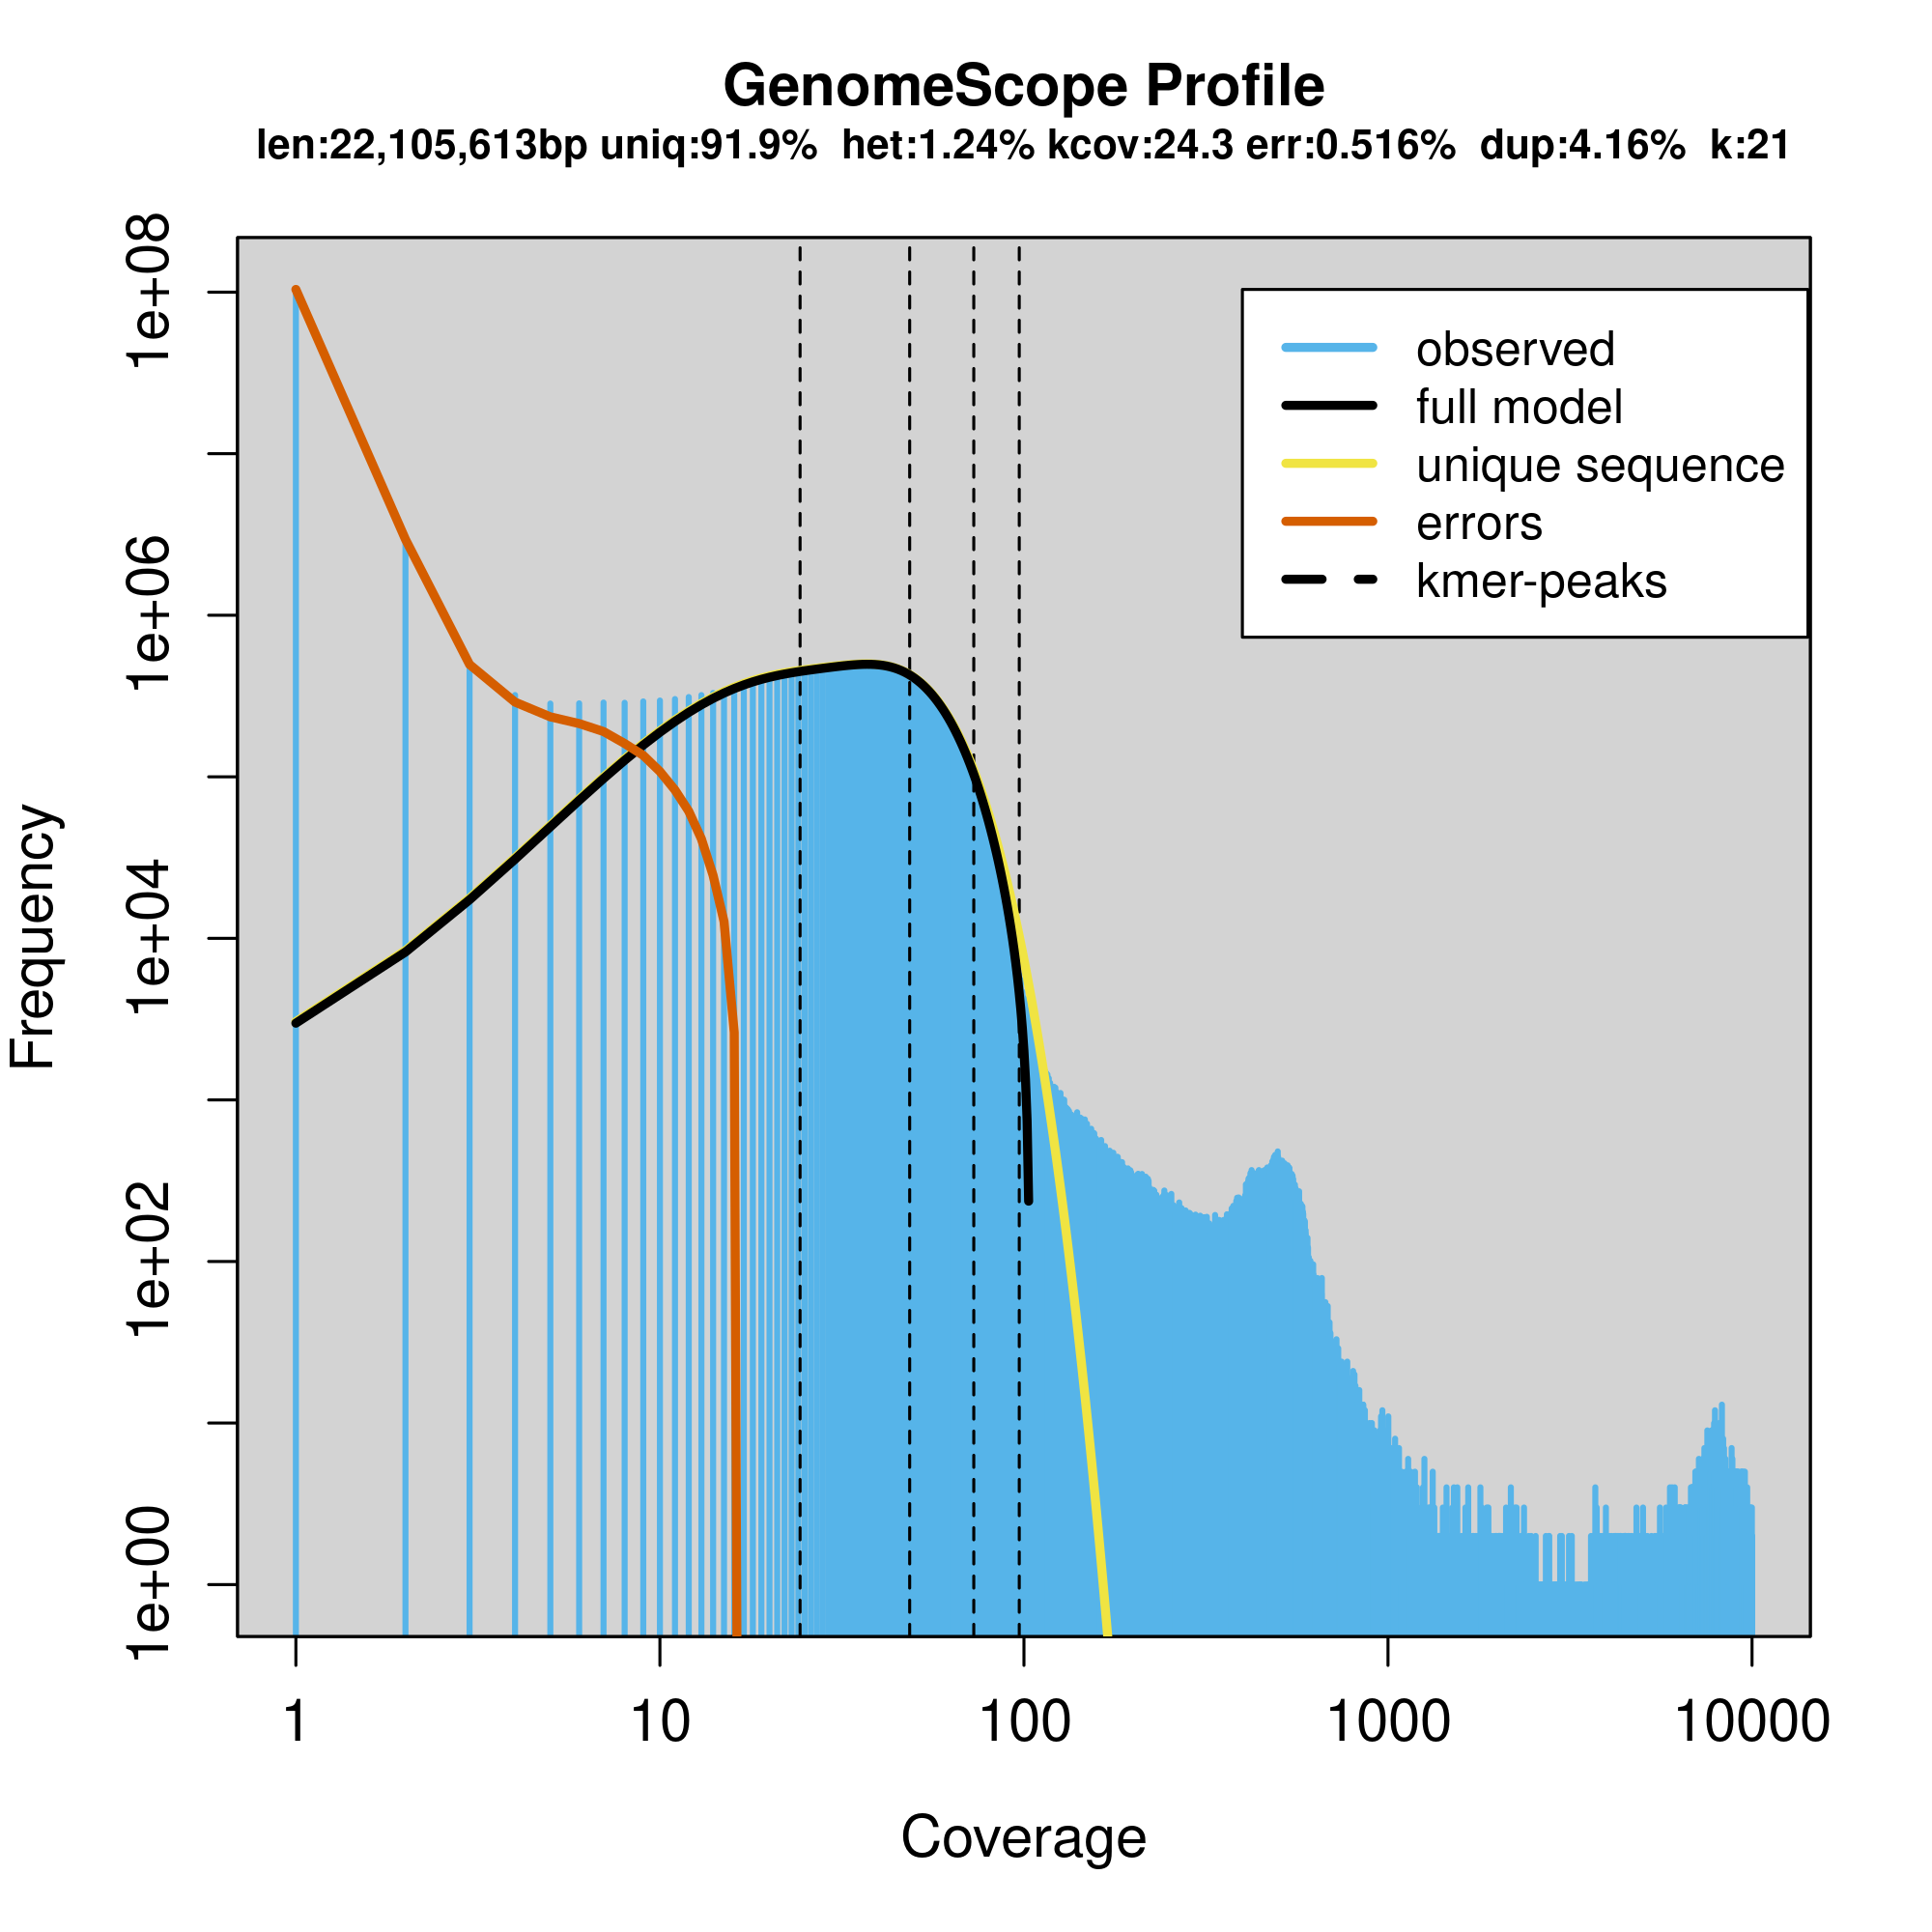 GenomeScope Profile
len:22,105,613bp uniq:91.9% het:1.24% kcov:24.3 err:0.516% dup:4.16% k:21
observed
full model
unique sequence
errors
kmer-peaks
Frequency
1e+08
1e+06
1e+04
1e+02
1e+00
1 10 100 1000 10000
Coverage